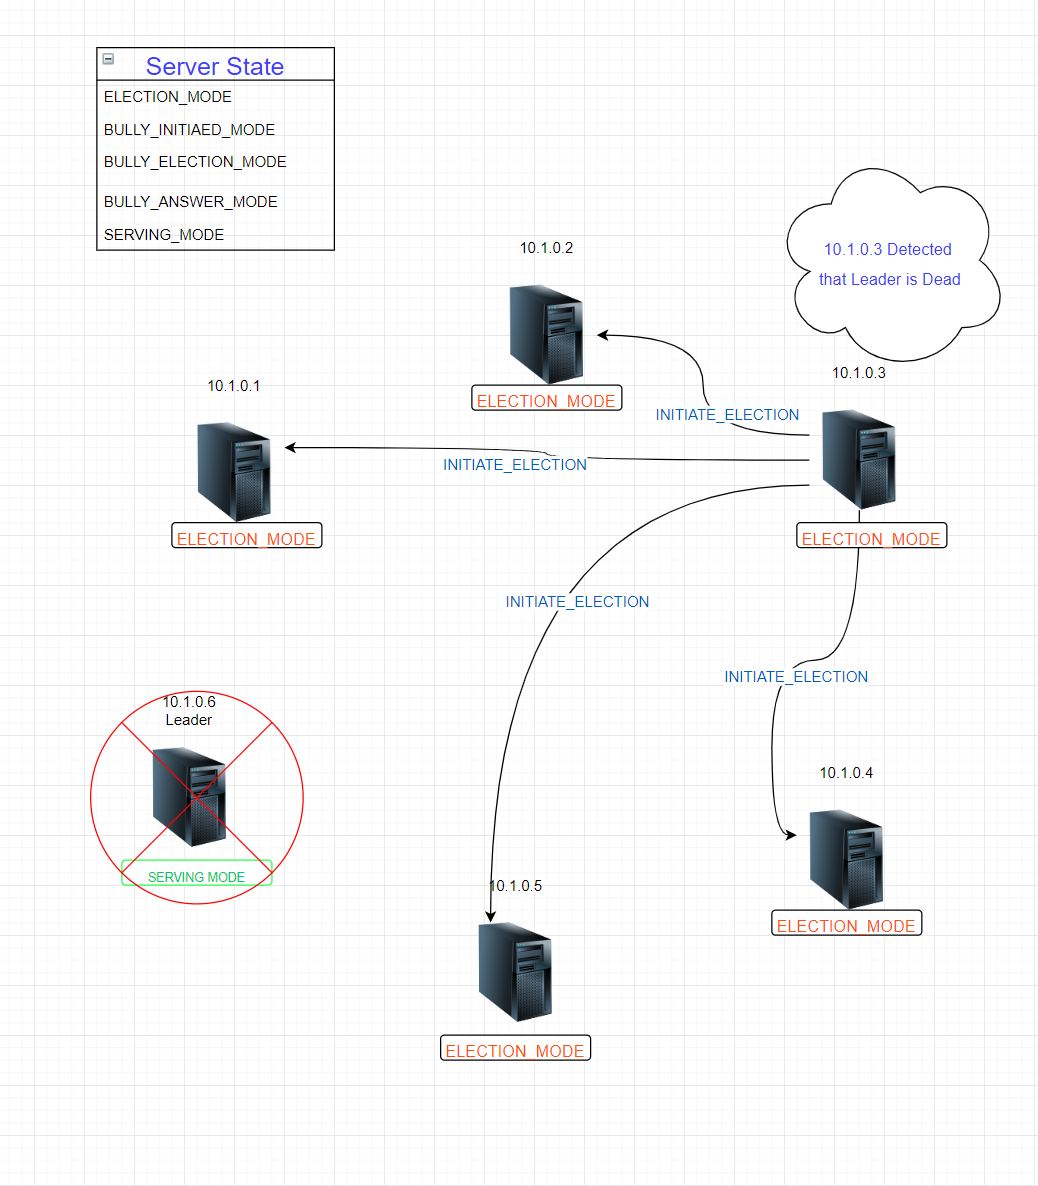 Server State
ELECTION_MODE
BULLY_INITIAED_MODE
BULLY_ELECTION_MODE
BULLY_ANSWER_MODE
SERVING_MODE
10.1.0.3 Detected
that Leader is Dead
10.1.0.2
ELECTION_MODE
10.1.0.3
ELECTION_MODE
INITIATE_ELECTION
10.1.0.1
ELECTION_MODE
INITIATE_ELECTION
INITIATE_ELECTION
INITIATE_ELECTION
10.1.0.6
Leader
SERVING MODE
10.1.0.4
ELECTION_MODE
10.1.0.5
ELECTION_MODE